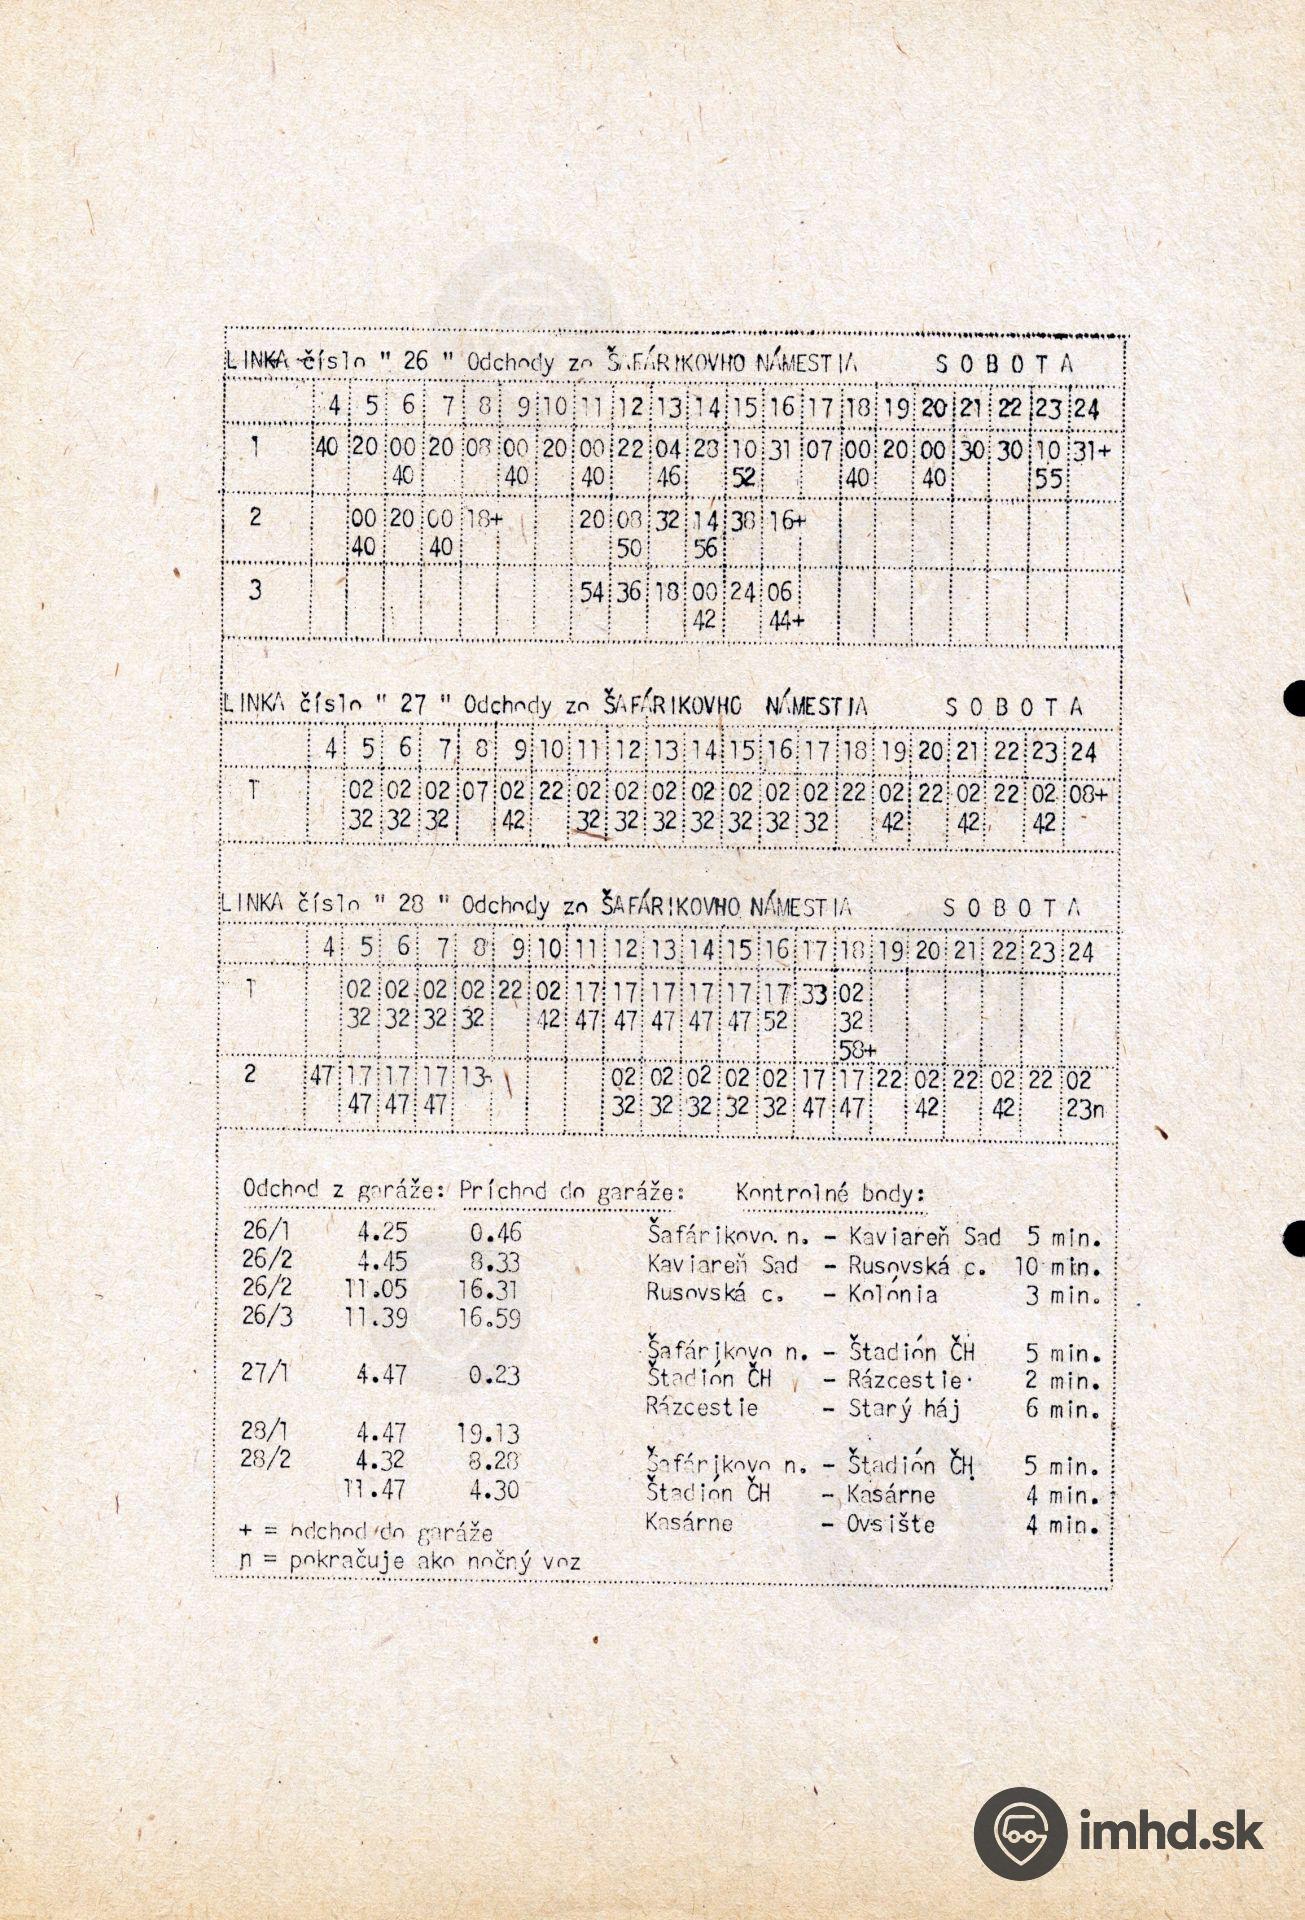 LINKA číslo " 26 " Odchody zo ŠAFÁRIKOVHO NÁMESTIA S O B O T A
4 5 6 7 8 9 10 11 12 13 14 15 16 17 18 19 20 21 22 23 24
1 40 20 00 20 08 00 20 00 22 04 28 10 31 07 00 20 00 30 30 10 31+
40 40 40 46 52 40 40 55
2 00 20 00 18+ 20 08 32 14 38 16+
40 40 50 56
3 54 36 18 00 24 06
42 44+
LINKA číslo " 27 " Odchody zo ŠAFÁRIKOVHO NÁMESTIA S O B O T A
4 5 6 7 8 9 10 11 12 13 14 15 16 17 18 19 20 21 22 23 24
1 02 02 02 07 02 22 02 02 02 02 02 02 02 22 02 22 02 22 02 08+
32 32 32 42 32 32 32 32 32 32 32 42 42 42
LINKA číslo " 28 " Odchody zo ŠAFÁRIKOVHO NÁMESTIA S O B O T A
4 5 6 7 8 9 10 11 12 13 14 15 16 17 18 19 20 21 22 23 24
1 02 02 02 02 22 02 17 17 17 17 17 17 33 02
32 32 32 32 42 47 47 47 47 47 52 32
58+
2 47 17 17 17 13 02 02 02 02 02 17 17 22 02 22 02 22 02
47 47 47 32 32 32 32 32 47 47 42 42 23n
Odchod z garáže: Príchod do garáže: Kontrolné body:
26/1 4.25 0.46 Šafárikovo n. – Kaviareň Sad 5 min.
26/2 4.45 8.33 Kaviareň Sad – Rusovská c. 10 min.
26/2 11.05 16.31 Rusovská c. – Kolónia 3 min.
26/3 11.39 16.59
Šafárikovo n. – Štadión ČH 5 min.
27/1 4.47 0.23 Štadión ČH – Rázcestie 2 min.
Rázcestie – Starý háj 6 min.
28/1 4.47 19.13
28/2 4.32 8.28 Šafárikovo n. – Štadión ČH 5 min.
11.47 4.30 Štadión ČH – Kasárne 4 min.
Kasárne – Ovsište 4 min.
+ = odchod do garáže
n = pokračuje ako nočný voz
imhd.sk